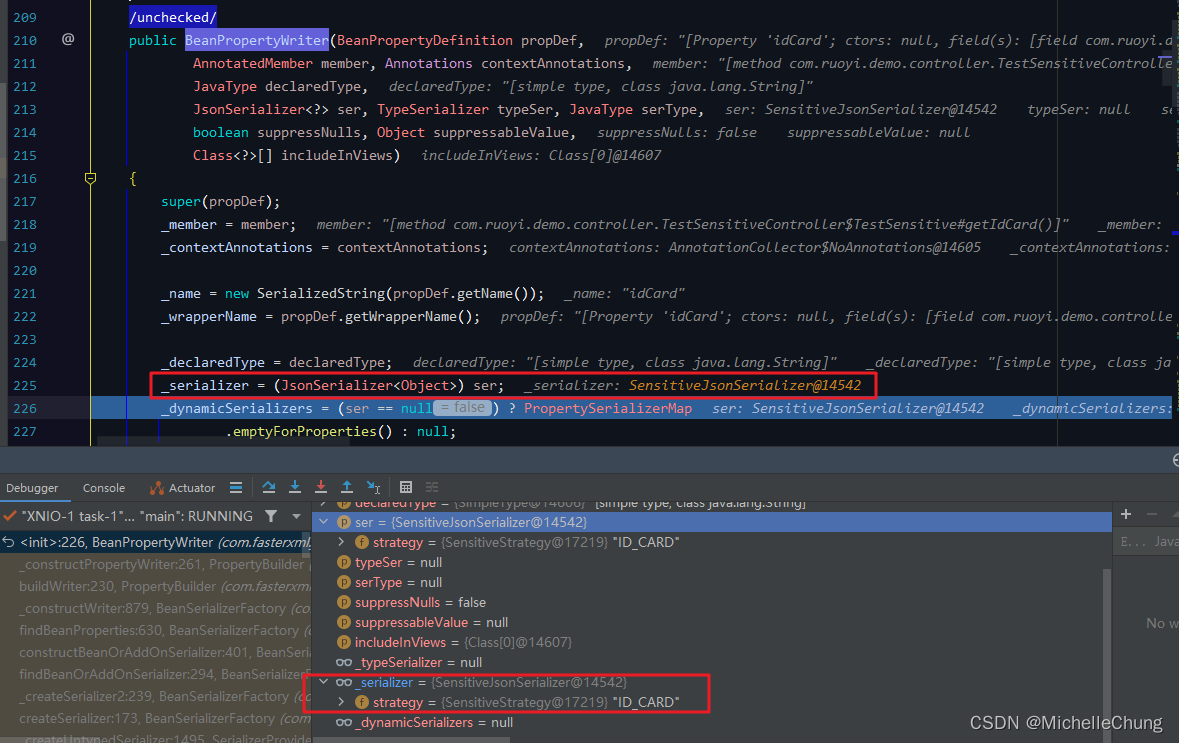 209 /unchecked/
210 @ public BeanPropertyWriter(BeanPropertyDefinition propDef, propDef: "[Property 'idCard'; ctors: null, field(s): [field com.ruoyi.d
211 AnnotatedMember member, Annotations contextAnnotations, member: "[method com.ruoyi.demo.controller.TestSensitiveControlle
212 JavaType declaredType, declaredType: "[simple type, class java.lang.String]"
213 JsonSerializer<?> ser, TypeSerializer typeSer, JavaType serType, ser: SensitiveJsonSerializer@14542 typeSer: null se
214 boolean suppressNulls, Object suppressableValue, suppressNulls: false suppressableValue: null
215 Class<?>[] includeInViews) includeInViews: Class[0]@14607
216 {
217 super(propDef);
218 _member = member; member: "[method com.ruoyi.demo.controller.TestSensitiveController$TestSensitive#getIdCard()]" _member:
219 _contextAnnotations = contextAnnotations; contextAnnotations: AnnotationCollector$NoAnnotations@14605 _contextAnnotations:
220
221 _name = new SerializedString(propDef.getName()); _name: "idCard"
222 _wrapperName = propDef.getWrapperName(); propDef: "[Property 'idCard'; ctors: null, field(s): [field com.ruoyi.demo.controlle
223
224 _declaredType = declaredType; declaredType: "[simple type, class java.lang.String]" _declaredType: "[simple type, class ja
225 _serializer = (JsonSerializer<Object>) ser; _serializer: SensitiveJsonSerializer@14542
226 _dynamicSerializers = (ser == null = false ) ? PropertySerializerMap ser: SensitiveJsonSerializer@14542 _dynamicSerializers:
227 .emptyForProperties() : null;
Debugger Console Actuator
"XNIO-1 task-1"... "main": RUNNING
<init>:226, BeanPropertyWriter (com.fasterxml
_constructPropertyWriter:261, PropertyBuilder
buildWriter:230, PropertyBuilder (com.fasterxml
_constructWriter:879, BeanSerializerFactory (co
findBeanProperties:630, BeanSerializerFactory (
constructBeanOrAddOnSerializer:401, BeanSerial
findBeanOrAddOnSerializer:294, BeanSerializerFa
_createSerializer2:239, BeanSerializerFactory (com
createSerializer:173, BeanSerializerFactory (com
_createUntypedSerializer:1495, SerializerProvide
declaredType = {SimpleType@14606} "[simple type, class java.lang.String]"
ser = {SensitiveJsonSerializer@14542}
strategy = {SensitiveStrategy@17219} "ID_CARD"
typeSer = null
serType = null
suppressNulls = false
suppressableValue = null
includeInViews = {Class[0]@14607}
_typeSerializer = null
_serializer = {SensitiveJsonSerializer@14542}
strategy = {SensitiveStrategy@17219} "ID_CARD"
_dynamicSerializers = null
E... Java
No w
CSDN @MichelleChung